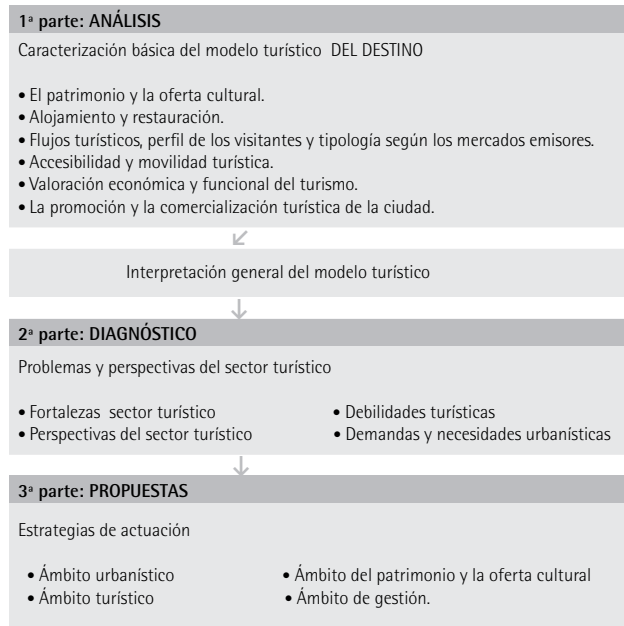 1ª parte: ANÁLISIS
Caracterización básica del modelo turístico DEL DESTINO
• El patrimonio y la oferta cultural.
• Alojamiento y restauración.
• Flujos turísticos, perfil de los visitantes y tipología según los mercados emisores.
• Accesibilidad y movilidad turística.
• Valoración económica y funcional del turismo.
• La promoción y la comercialización turística de la ciudad.
Interpretación general del modelo turístico
2ª parte: DIAGNÓSTICO
Problemas y perspectivas del sector turístico
• Fortalezas sector turístico • Debilidades turísticas
• Perspectivas del sector turístico • Demandas y necesidades urbanísticas
3ª parte: PROPUESTAS
Estrategias de actuación
• Ámbito urbanístico • Ámbito del patrimonio y la oferta cultural
• Ámbito turístico • Ámbito de gestión.